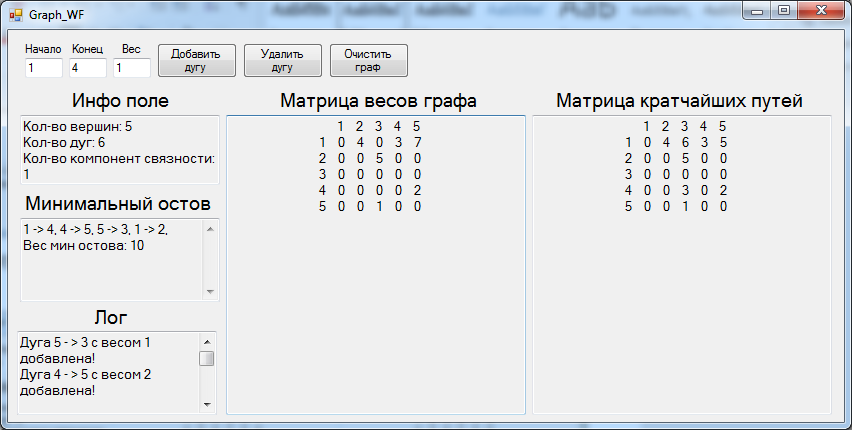 Graph_WF
Начало Конец Вес
1 4 1
Добавить
дугу
Удалить
дугу
Очистить
граф
Инфо поле
Кол-во вершин: 5
Кол-во дуг: 6
Кол-во компонент связности:
1
Минимальный остов
1 -> 4, 4 -> 5, 5 -> 3, 1 -> 2,
Вес мин остова: 10
Лог
Дуга 5 - > 3 с весом 1
добавлена!
Дуга 4 - > 5 с весом 2
добавлена!
Матрица весов графа
1 2 3 4 5
1 0 4 0 3 7
2 0 0 5 0 0
3 0 0 0 0 0
4 0 0 0 0 2
5 0 0 1 0 0
Матрица кратчайших путей
1 2 3 4 5
1 0 4 6 3 5
2 0 0 5 0 0
3 0 0 0 0 0
4 0 0 3 0 2
5 0 0 1 0 0